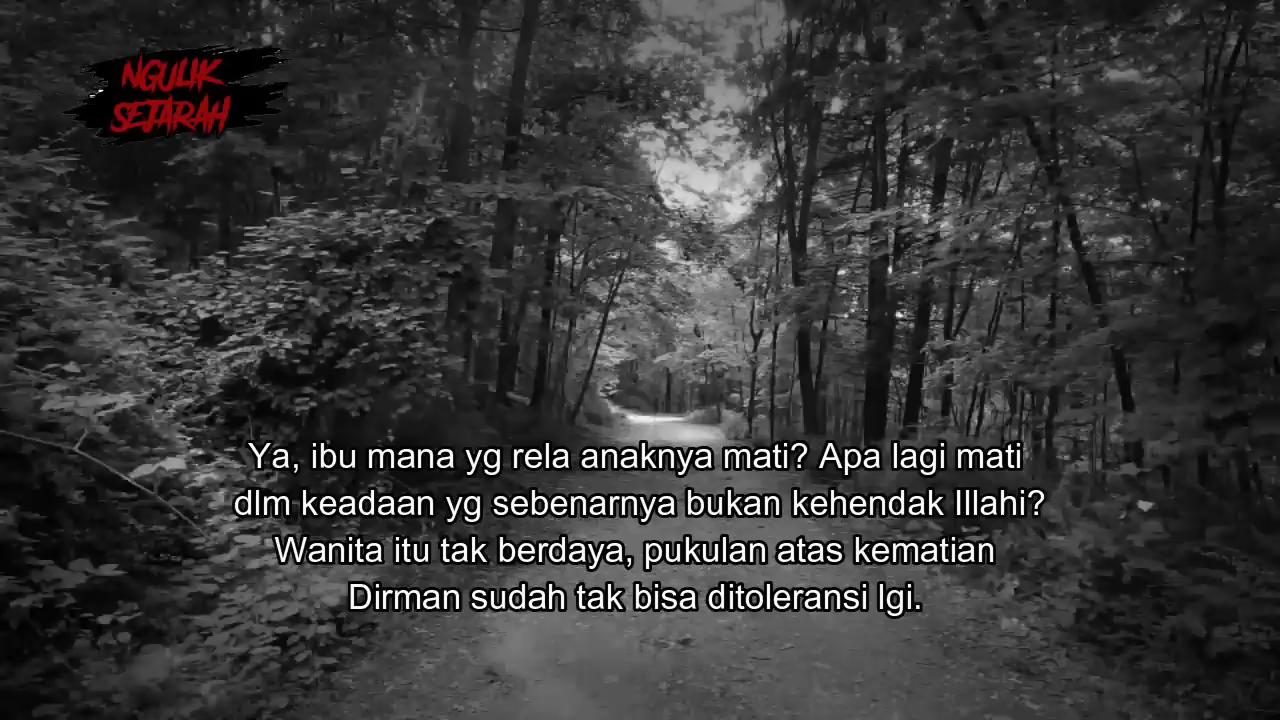 NGULIK
SEJARAH
Ya, ibu mana yg rela anaknya mati? Apa lagi mati
dlm keadaan yg sebenarnya bukan kehendak Illahi?
Wanita itu tak berdaya, pukulan atas kematian
Dirman sudah tak bisa ditoleransi lgi.